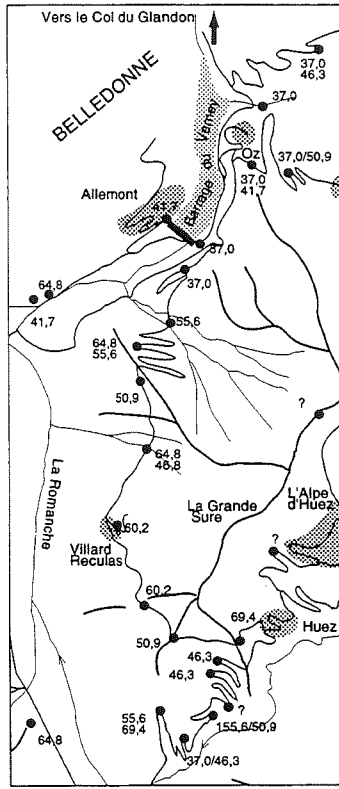 Vers le Col du Glandon
BELLEDONNE
37,0
46,3
37,0
Barrage du Verney
Oz
37,0/50,9
Allemont
37,0
41,7
41,7
37,0
64,8
37,0
41,7
55,6
64,8
55,6
50,9
?
64,8
46,8
La Romanche
La Grande
Sure
L'Alpe
d'Huez
60,2
?
Villard
Reculas
60,2
69,4
Huez
50,9
46,3
46,3
55,6
69,4
?
155,6/50,9
64,8
37,0/46,3